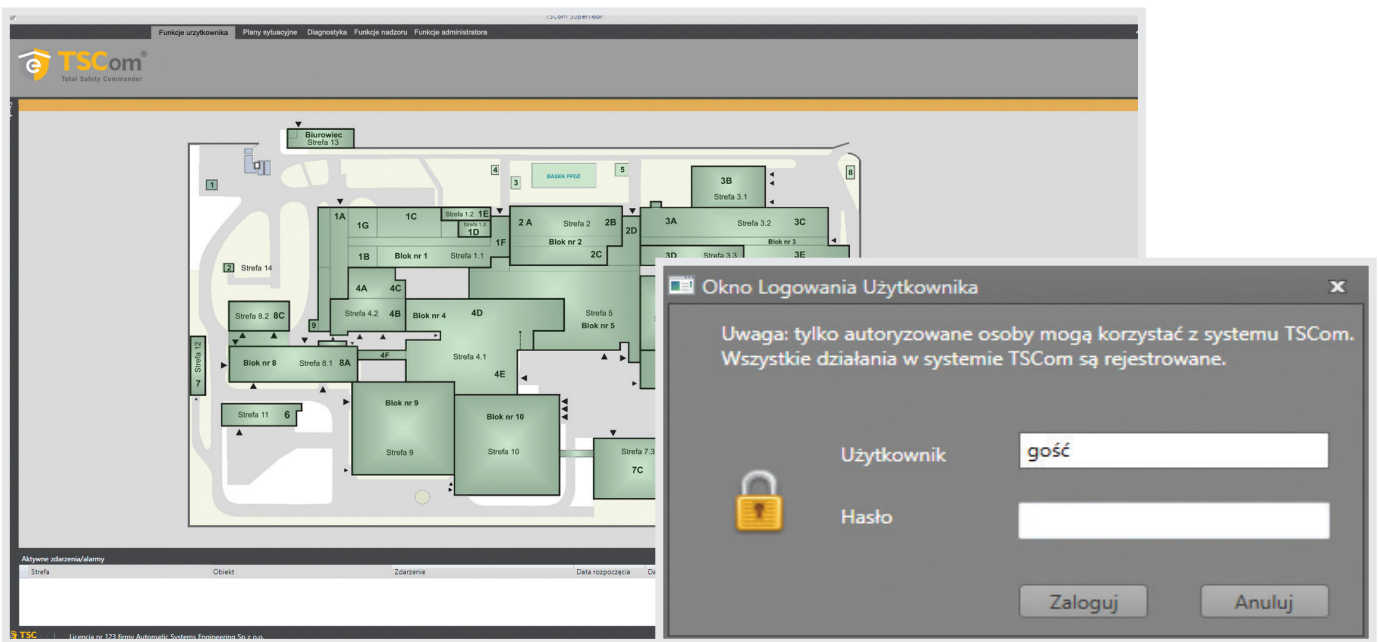 TSCom Supervisor
Funkcje urzytkownika Plany sytuacyjne Diagnostyka Funkcje nadzoru Funkcje administratora
TSCom®
Total Safety Commander
Biurowiec
Strefa 13
1
4
3
BASEN PPOŻ
5
8
3B
Strefa 3.1
1A
1G
1C
Strefa 1.2 1E
Strefa 1.3
1D
1F
2 A Strefa 2 2B
2D
Blok nr 2
2C
3A Strefa 3.2 3C
Blok nr 3
3D Strefa 3.3 3E
1B Blok nr 1 Strefa 1.1
2 Strefa 14
4A 4C
Strefa 8.2 8C
9
Strefa 4.2 4B Blok nr 4 4D
Strefa 5
Blok nr 5
Strefa 12
7
Blok nr 8 Strefa 8.1 8A
4F
Strefa 4.1
4E
Strefa 11 6
Blok nr 9
Strefa 9
Blok nr 10
Strefa 10
Strefa 7.3
7C
Aktywne zdarzenia/alarmy
Strefa Obiekt Zdarzenie Data rozpoczęcia Da
TSC Licencja nr 123 firmy Automatic Systems Engineering Sp z o.o.
Okno Logowania Użytkownika x
Uwaga: tylko autoryzowane osoby mogą korzystać z systemu TSCom.
Wszystkie działania w systemie TSCom są rejestrowane.
Użytkownik gość
Hasło
Zaloguj Anuluj